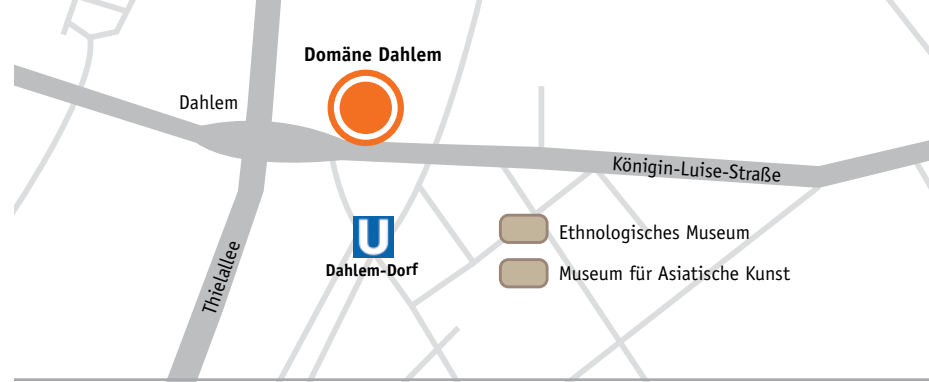 Domäne Dahlem
Dahlem
Königin-Luise-Straße
U
Ethnologisches Museum
Dahlem-Dorf
Museum für Asiatische Kunst
Thielallee